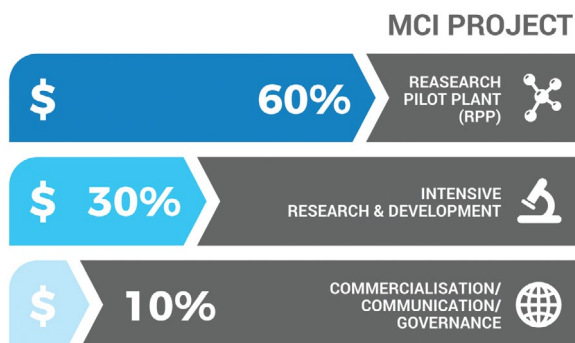 MCI PROJECT
$ 60%
REASEARCH
PILOT PLANT
(RPP)
$ 30%
INTENSIVE
RESEARCH & DEVELOPMENT
$ 10%
COMMERCIALISATION/
COMMUNICATION/
GOVERNANCE